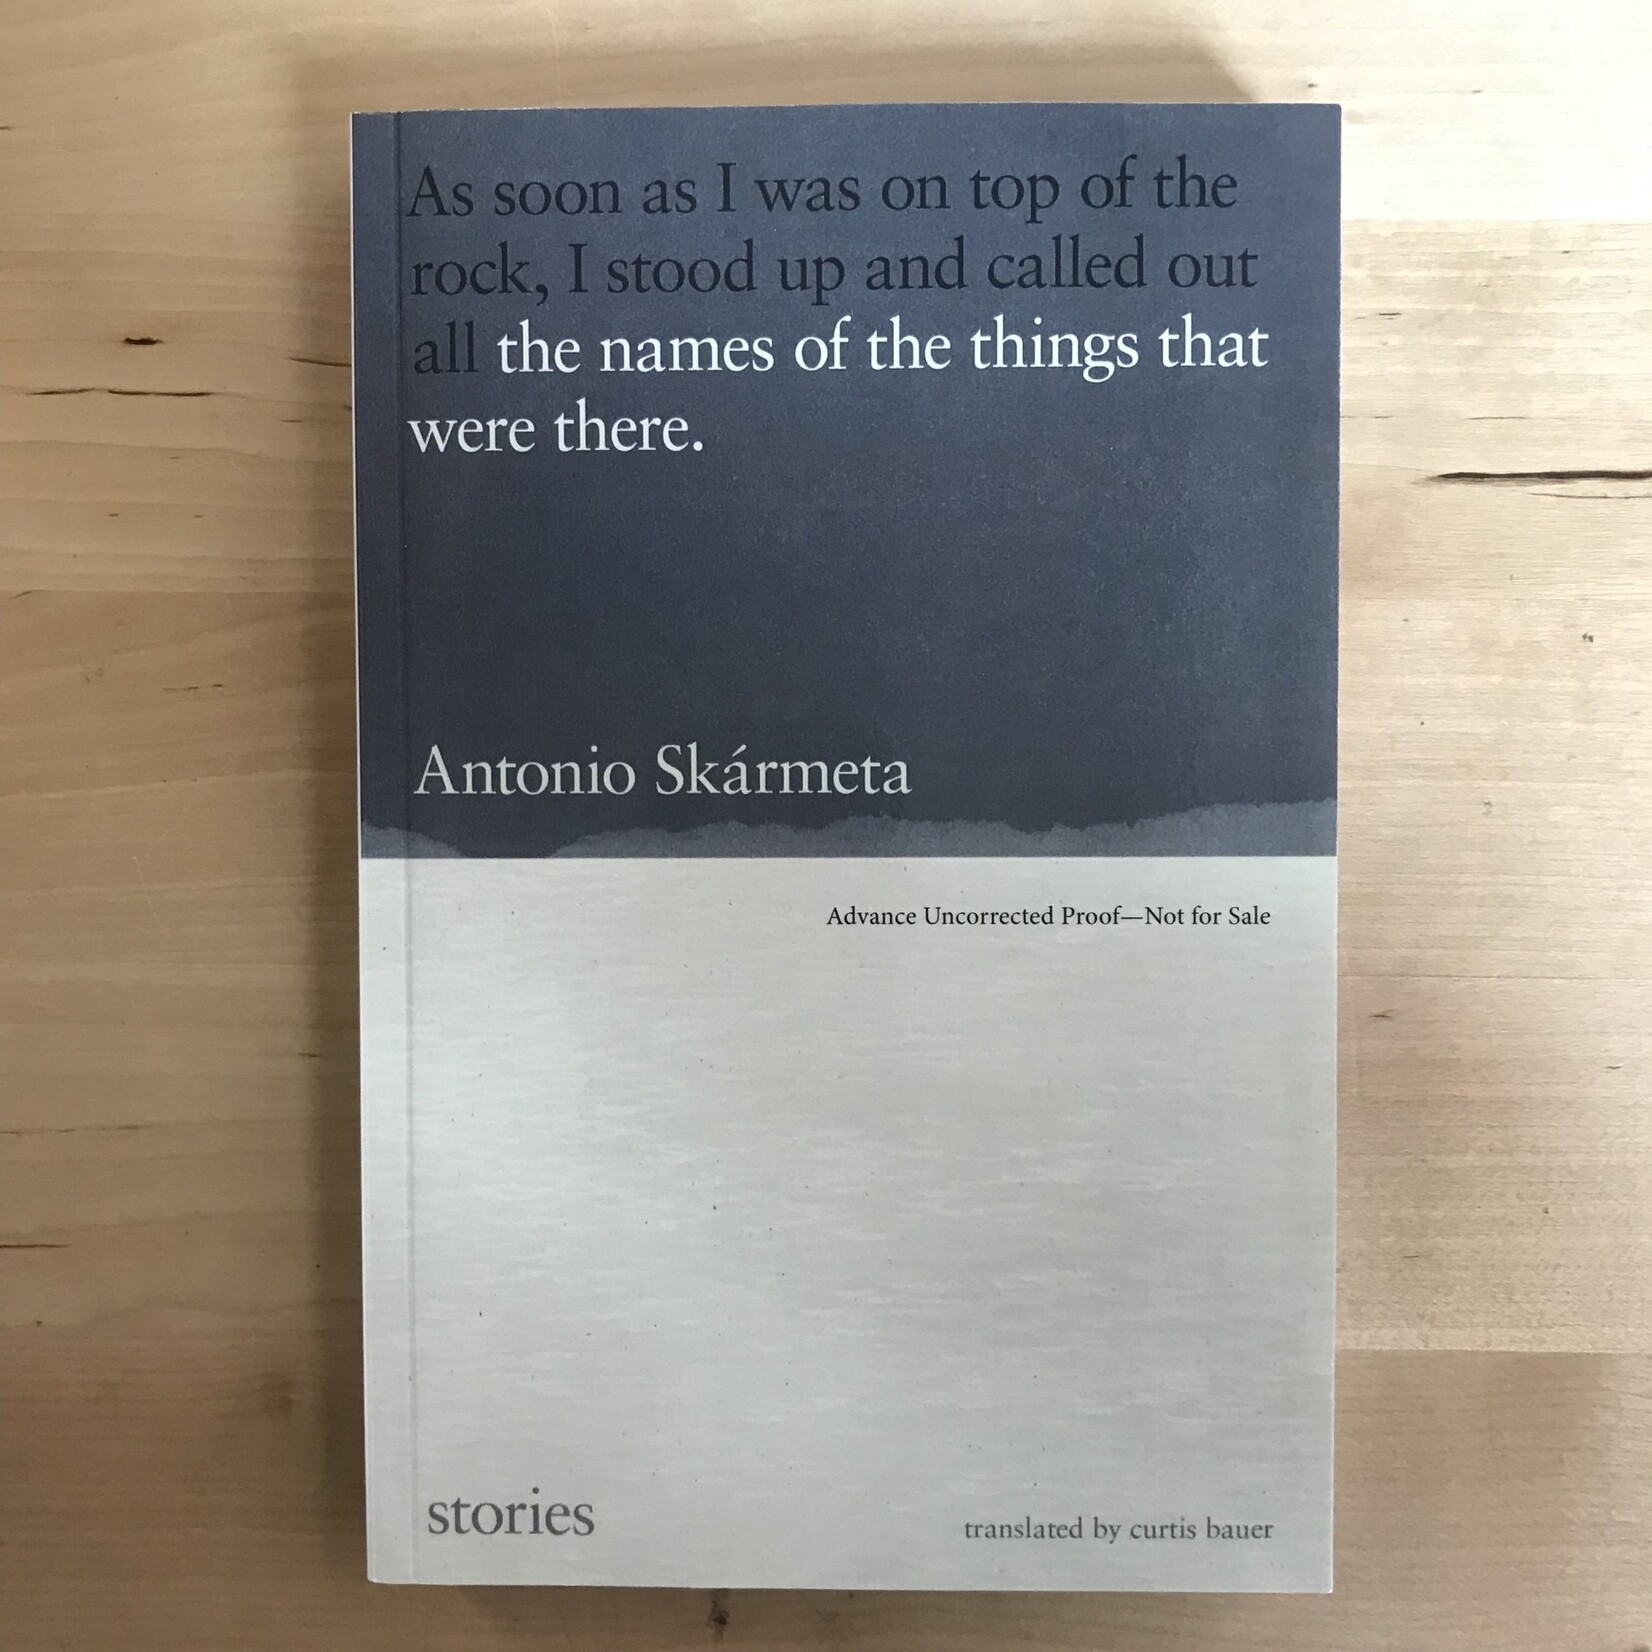 As soon as I was on top of the
rock, I stood up and called out
all the names of the things that
were there.
Antonio Skármeta
Advance Uncorrected Proof—Not for Sale
stories
translated by curtis bauer